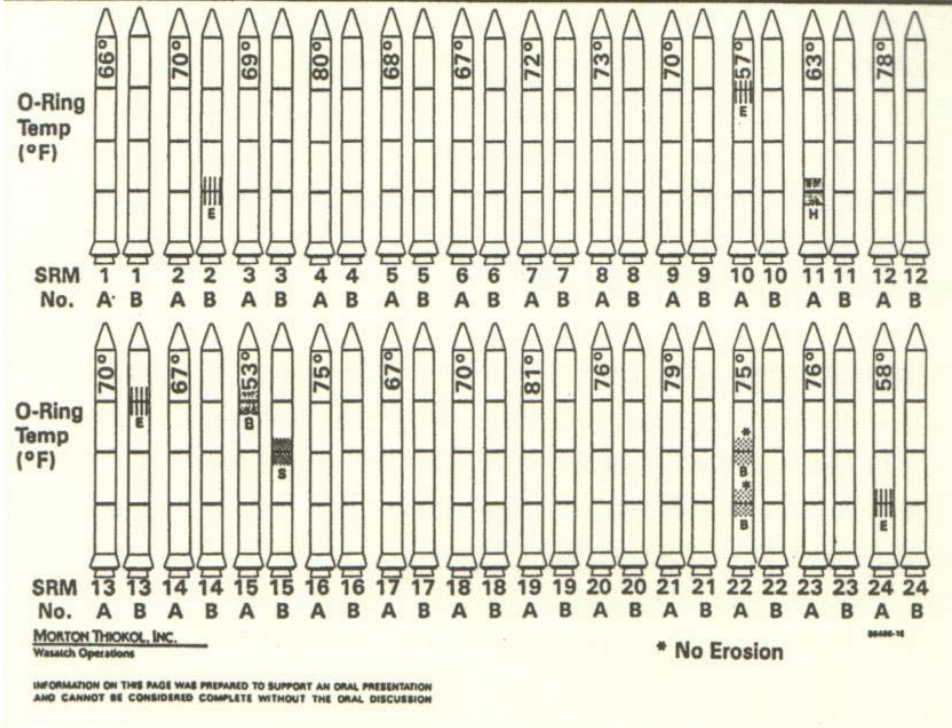 66° 70° 69° 80° 68° 67° 72° 73° 70° 57° 63° 78°
O-Ring
Temp
(°F)
E
E
H
SRM 1 1 2 2 3 3 4 4 5 5 6 6 7 7 8 8 9 9 10 10 11 11 12 12
No. A B A B A B A B A B A B A B A B A B A B A B A B
70° 67° 53° 75° 67° 70° 81° 76° 79° 75° 76° 58°
O-Ring
Temp
(°F)
E
B
*
S
B
*
B
E
SRM 13 13 14 14 15 15 16 16 17 17 18 18 19 19 20 20 21 21 22 22 23 23 24 24
No. A B A B A B A B A B A B A B A B A B A B A B A B
MORTON THIOKOL, INC.
Wasatch Operations
* No Erosion
INFORMATION ON THIS PAGE WAS PREPARED TO SUPPORT AN ORAL PRESENTATION
AND CANNOT BE CONSIDERED COMPLETE WITHOUT THE ORAL DISCUSSION